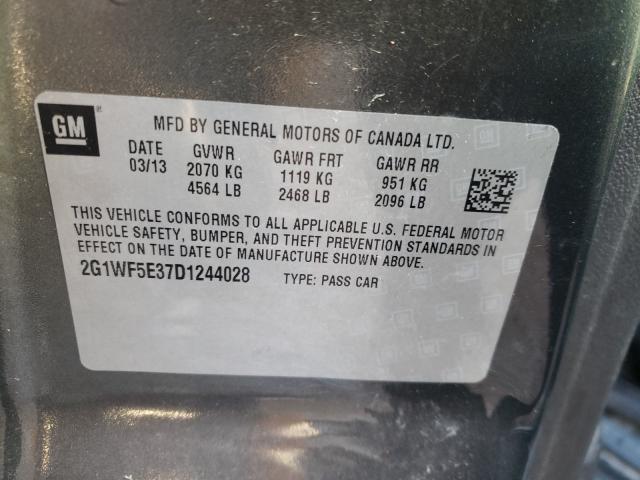 GM
MFD BY GENERAL MOTORS OF CANADA LTD.
DATE GVWR GAWR FRT GAWR RR
03/13 2070 KG 1119 KG 951 KG
4564 LB 2468 LB 2096 LB
THIS VEHICLE CONFORMS TO ALL APPLICABLE U.S. FEDERAL MOTOR
VEHICLE SAFETY, BUMPER, AND THEFT PREVENTION STANDARDS IN
EFFECT ON THE DATE OF MANUFACTURE SHOWN ABOVE.
2G1WF5E37D1244028 TYPE: PASS CAR